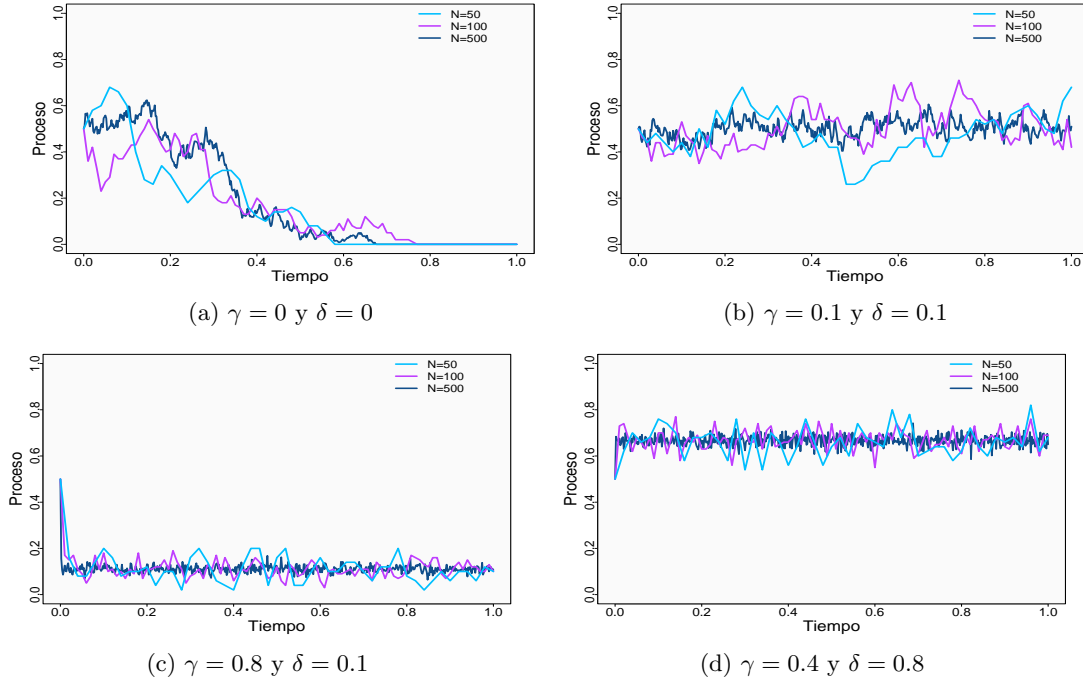 Proceso
0.0 0.2 0.4 0.6 0.8 1.0
N=50
N=100
N=500
0.0 0.2 0.4 0.6 0.8 1.0
Tiempo
(a) γ = 0 y δ = 0
Proceso
0.0 0.2 0.4 0.6 0.8 1.0
N=50
N=100
N=500
0.0 0.2 0.4 0.6 0.8 1.0
Tiempo
(b) γ = 0.1 y δ = 0.1
Proceso
0.0 0.2 0.4 0.6 0.8 1.0
N=50
N=100
N=500
0.0 0.2 0.4 0.6 0.8 1.0
Tiempo
(c) γ = 0.8 y δ = 0.1
Proceso
0.0 0.2 0.4 0.6 0.8 1.0
N=50
N=100
N=500
0.0 0.2 0.4 0.6 0.8 1.0
Tiempo
(d) γ = 0.4 y δ = 0.8